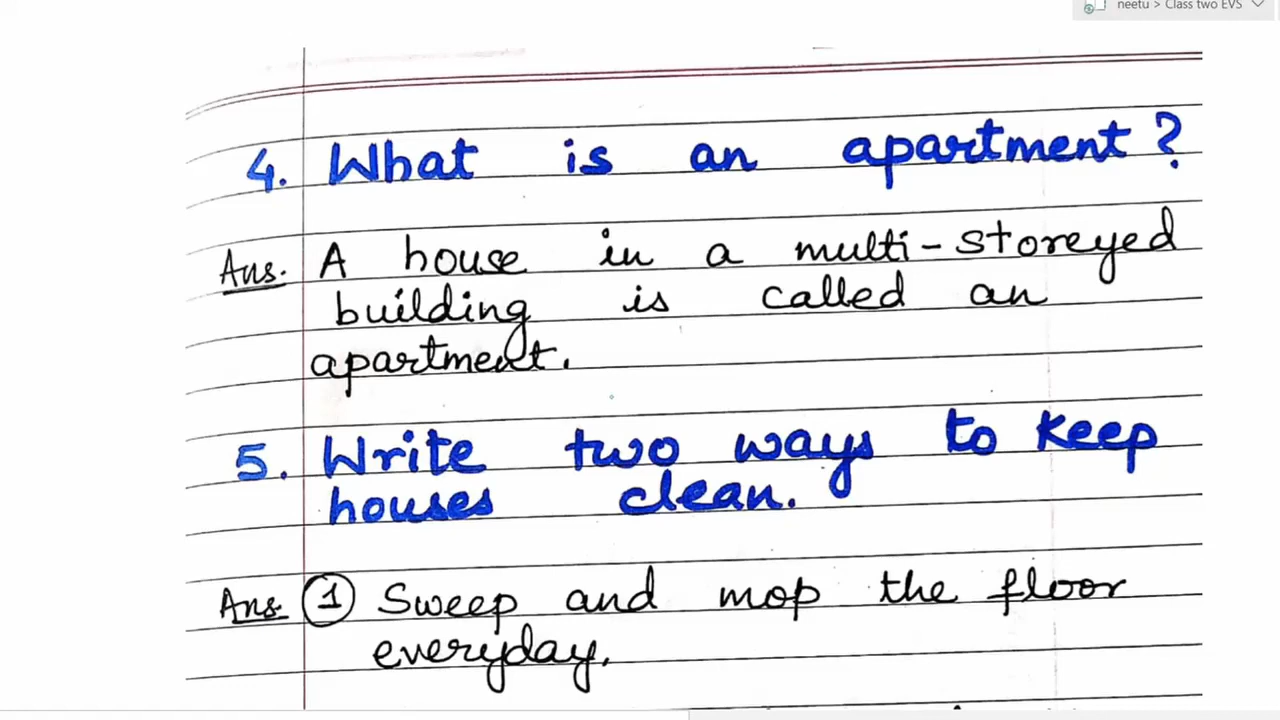 neetu > Class two EVS
4. What is an apartment?
Ans. A house in a multi-storeyed
building is called an
apartment.
5. Write two ways to keep
houses clean.
Ans. 1 Sweep and mop the floor
everyday.